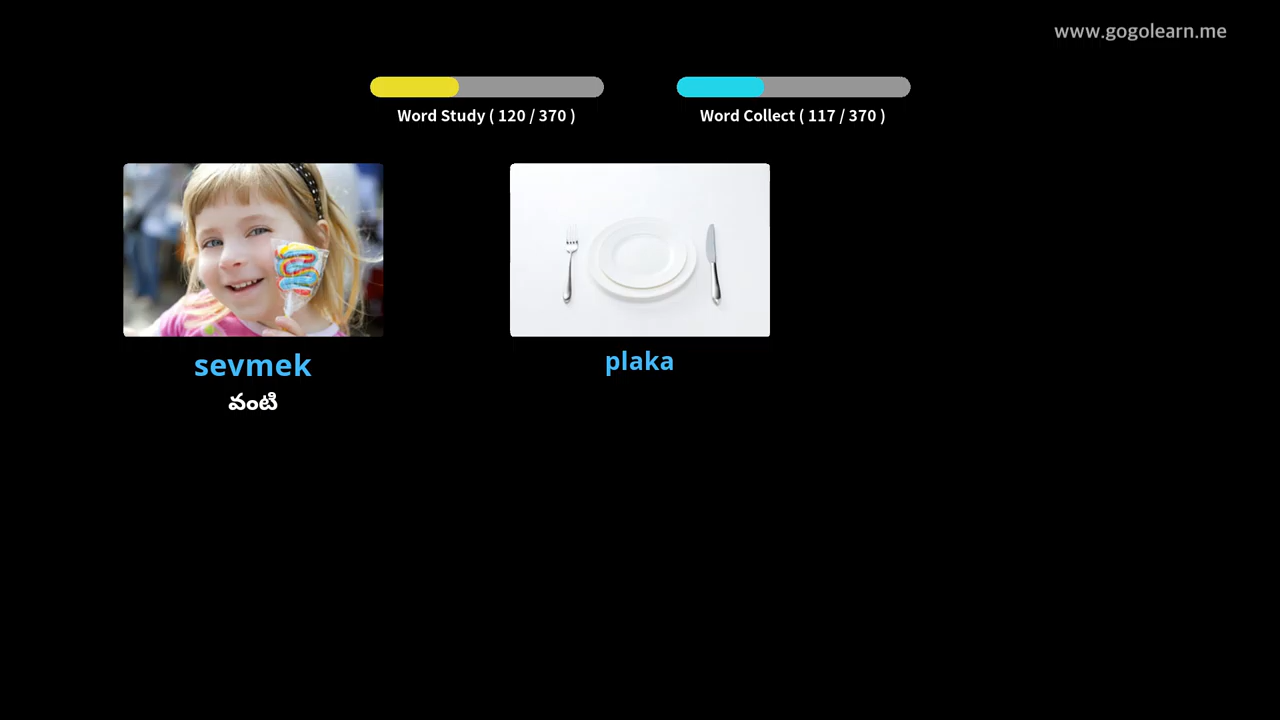 www.gogolearn.me
Word Study ( 120 / 370 )
Word Collect ( 117 / 370 )
sevmek
వంటి
plaka